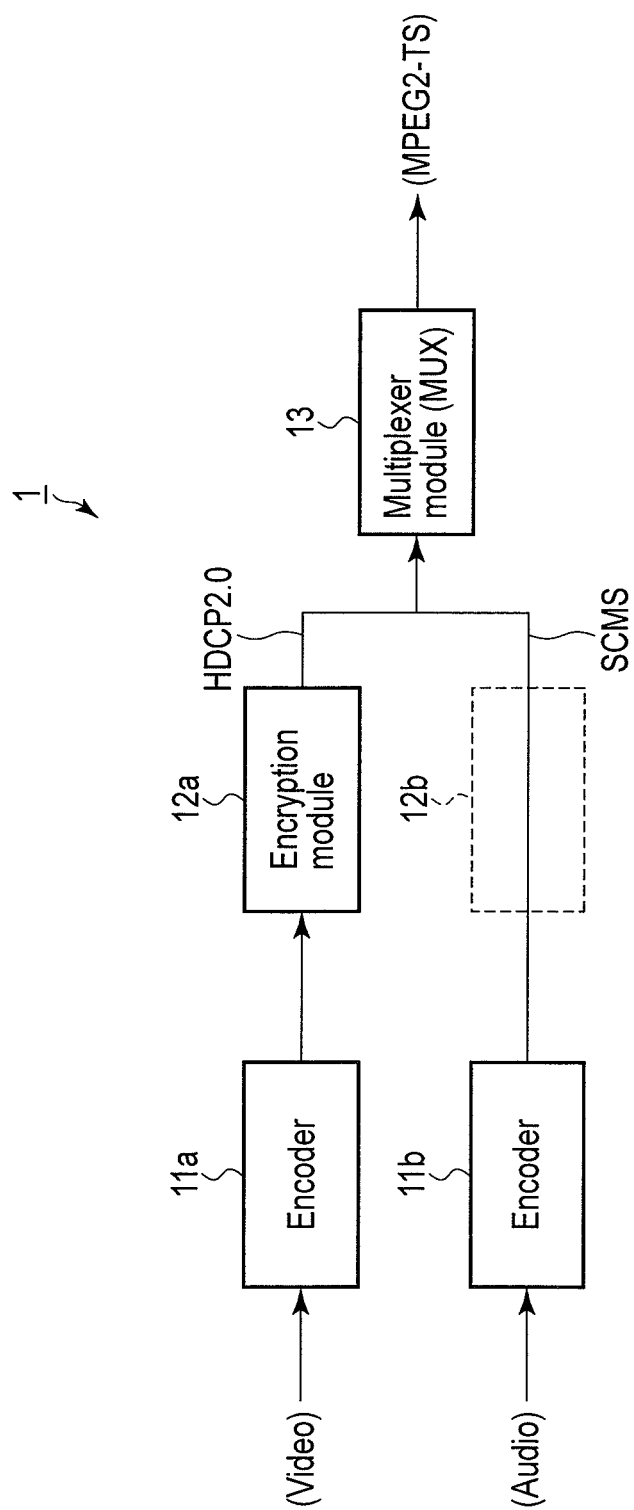 1
(Video)
11a
Encoder
12a
Encryption
module
HDCP2.0
13
Multiplexer
module (MUX)
(MPEG2-TS)
(Audio)
11b
Encoder
12b
SCMS